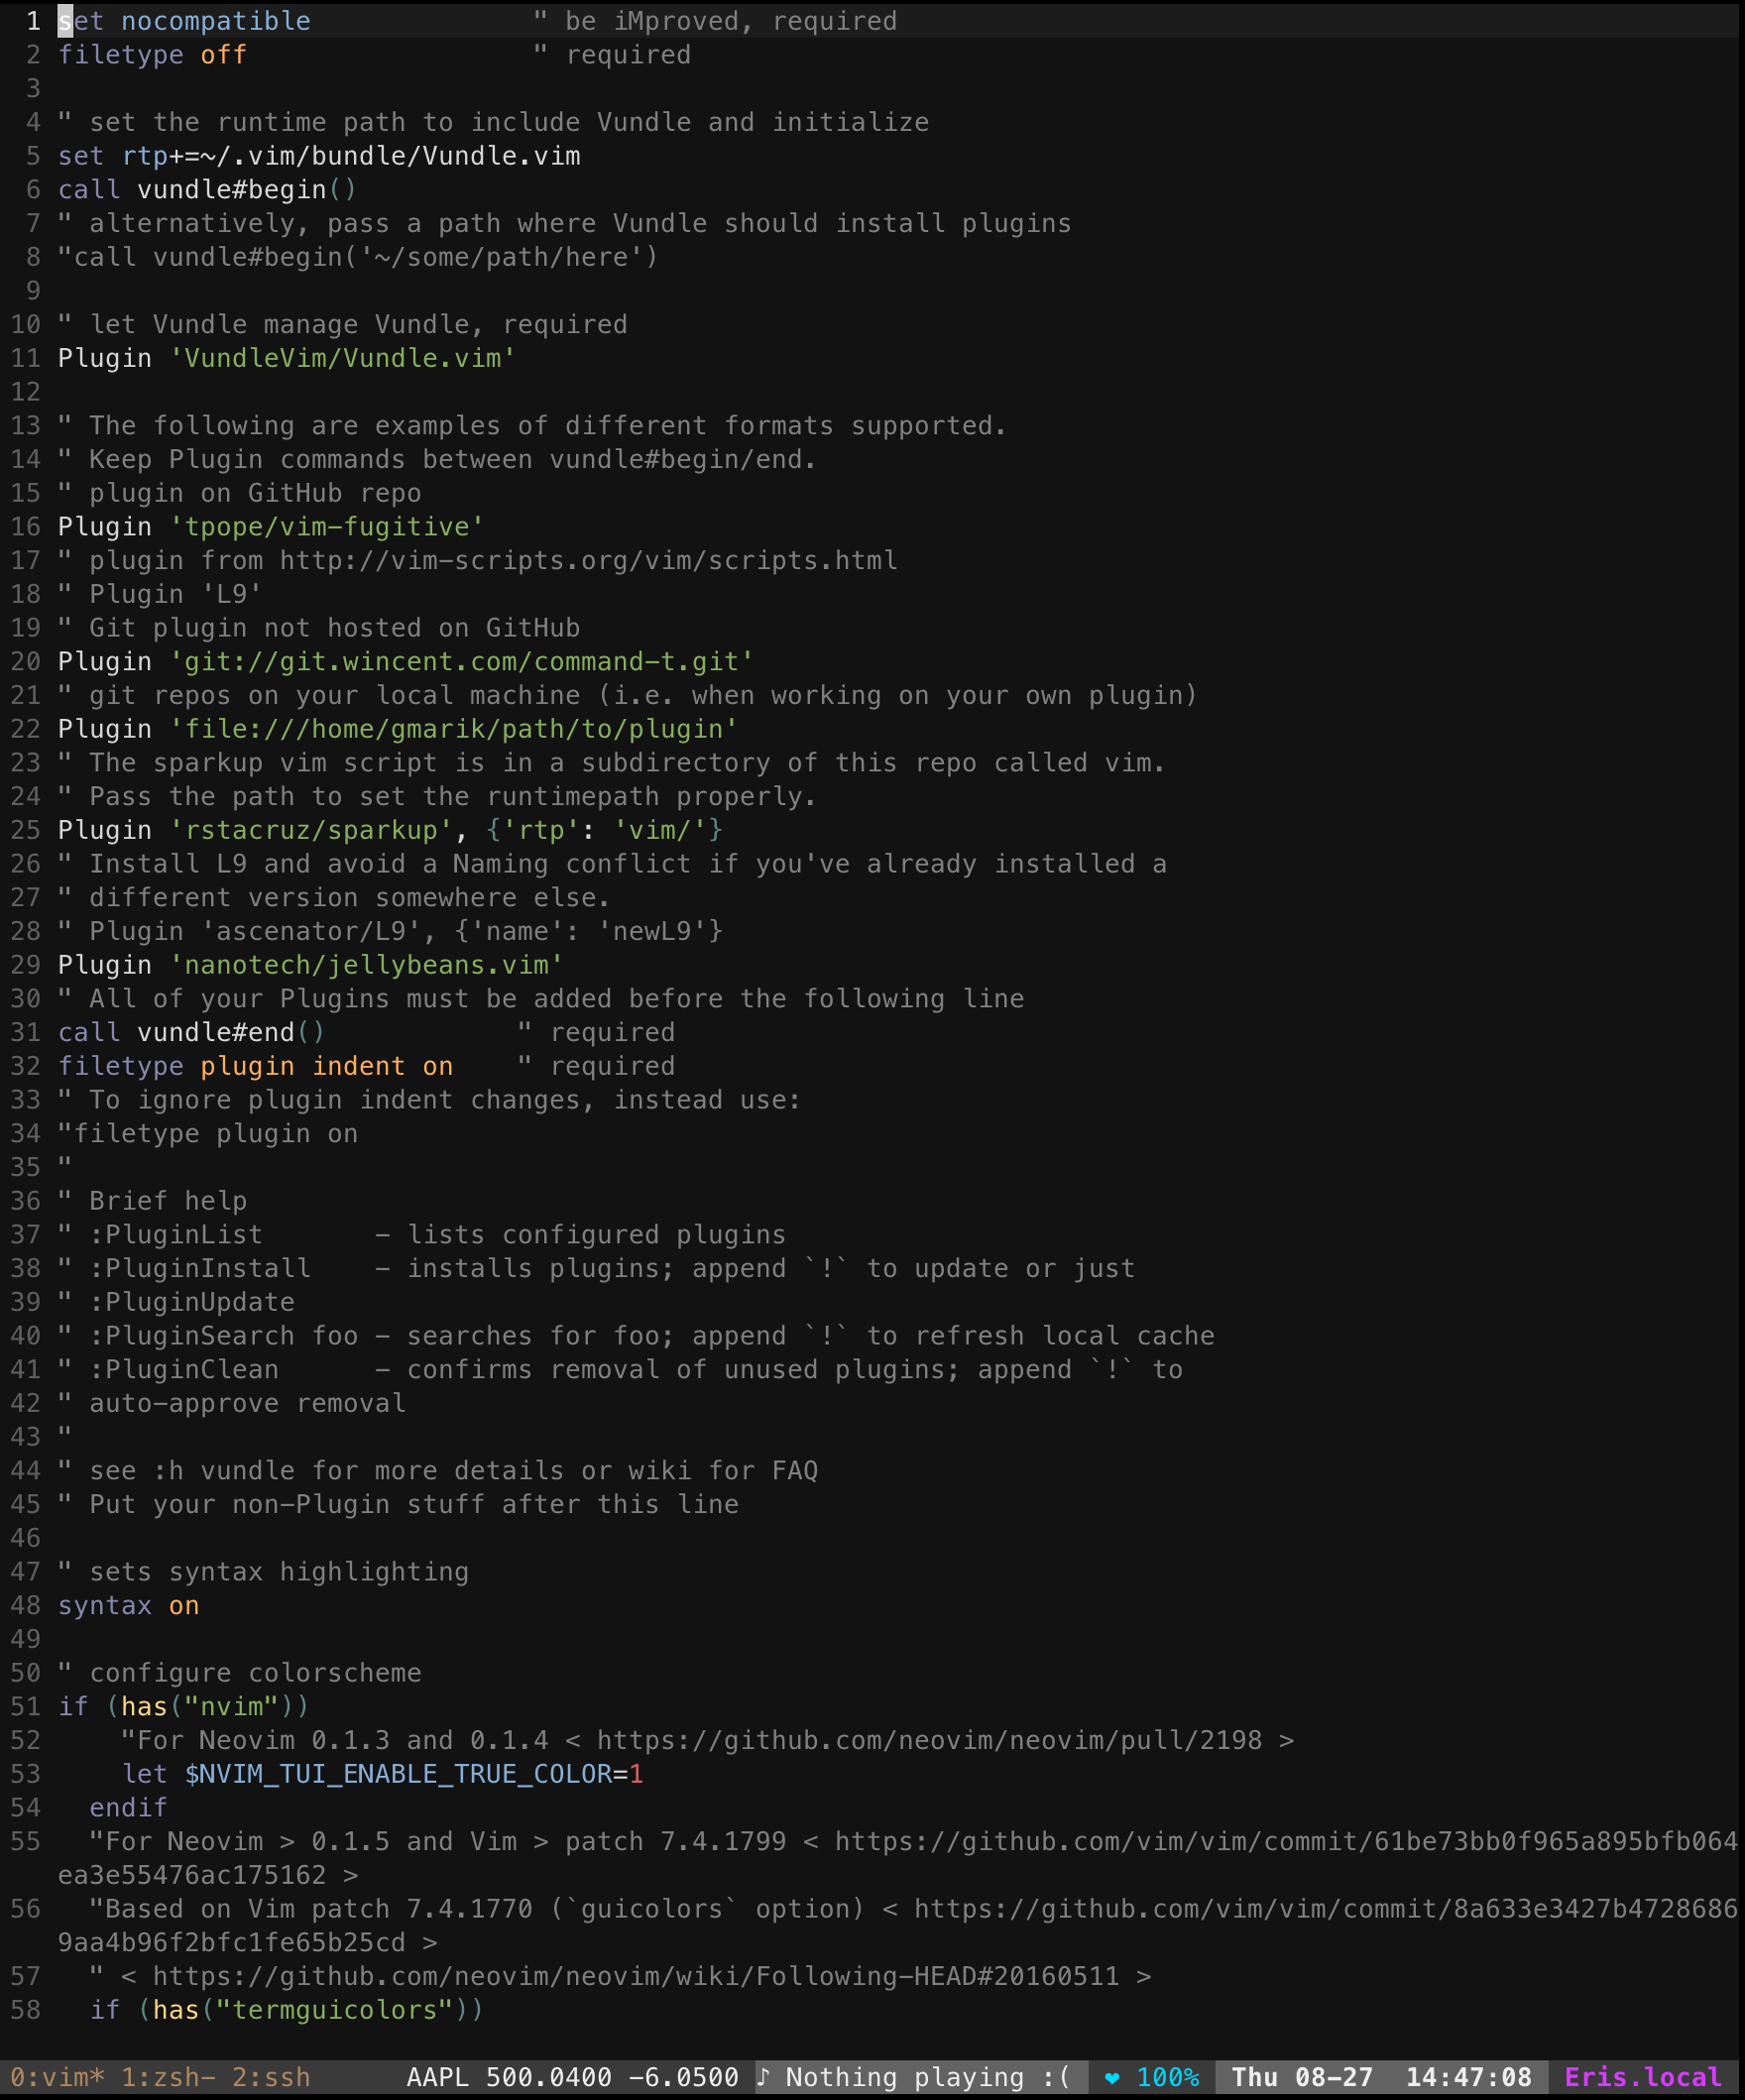 1 set nocompatible              " be iMproved, required
2 filetype off                  " required
3
4 " set the runtime path to include Vundle and initialize
5 set rtp+=~/.vim/bundle/Vundle.vim
6 call vundle#begin()
7 " alternatively, pass a path where Vundle should install plugins
8 "call vundle#begin('~/some/path/here')
9
10 " let Vundle manage Vundle, required
11 Plugin 'VundleVim/Vundle.vim'
12
13 " The following are examples of different formats supported.
14 " Keep Plugin commands between vundle#begin/end.
15 " plugin on GitHub repo
16 Plugin 'tpope/vim-fugitive'
17 " plugin from http://vim-scripts.org/vim/scripts.html
18 " Plugin 'L9'
19 " Git plugin not hosted on GitHub
20 Plugin 'git://git.wincent.com/command-t.git'
21 " git repos on your local machine (i.e. when working on your own plugin)
22 Plugin 'file:///home/gmarik/path/to/plugin'
23 " The sparkup vim script is in a subdirectory of this repo called vim.
24 " Pass the path to set the runtimepath properly.
25 Plugin 'rstacruz/sparkup', {'rtp': 'vim/'}
26 " Install L9 and avoid a Naming conflict if you've already installed a
27 " different version somewhere else.
28 " Plugin 'ascenator/L9', {'name': 'newL9'}
29 Plugin 'nanotech/jellybeans.vim'
30 " All of your Plugins must be added before the following line
31 call vundle#end()            " required
32 filetype plugin indent on    " required
33 " To ignore plugin indent changes, instead use:
34 "filetype plugin on
35 "
36 " Brief help
37 " :PluginList       - lists configured plugins
38 " :PluginInstall    - installs plugins; append `!` to update or just
39 " :PluginUpdate
40 " :PluginSearch foo - searches for foo; append `!` to refresh local cache
41 " :PluginClean      - confirms removal of unused plugins; append `!` to
42 " auto-approve removal
43 "
44 " see :h vundle for more details or wiki for FAQ
45 " Put your non-Plugin stuff after this line
46
47 " sets syntax highlighting
48 syntax on
49
50 " configure colorscheme
51 if (has("nvim"))
52     "For Neovim 0.1.3 and 0.1.4 < https://github.com/neovim/neovim/pull/2198 >
53     let $NVIM_TUI_ENABLE_TRUE_COLOR=1
54   endif
55   "For Neovim > 0.1.5 and Vim > patch 7.4.1799 < https://github.com/vim/vim/commit/61be73bb0f965a895bfb064
ea3e55476ac175162 >
56   "Based on Vim patch 7.4.1770 (`guicolors` option) < https://github.com/vim/vim/commit/8a633e3427b4728686
9aa4b96f2bfc1fe65b25cd >
57   " < https://github.com/neovim/neovim/wiki/Following-HEAD#20160511 >
58   if (has("termguicolors"))
0:vim* 1:zsh- 2:ssh      AAPL 500.0400 -6.0500 ♪ Nothing playing :(  ❤ 100%  Thu 08-27  14:47:08  Eris.local